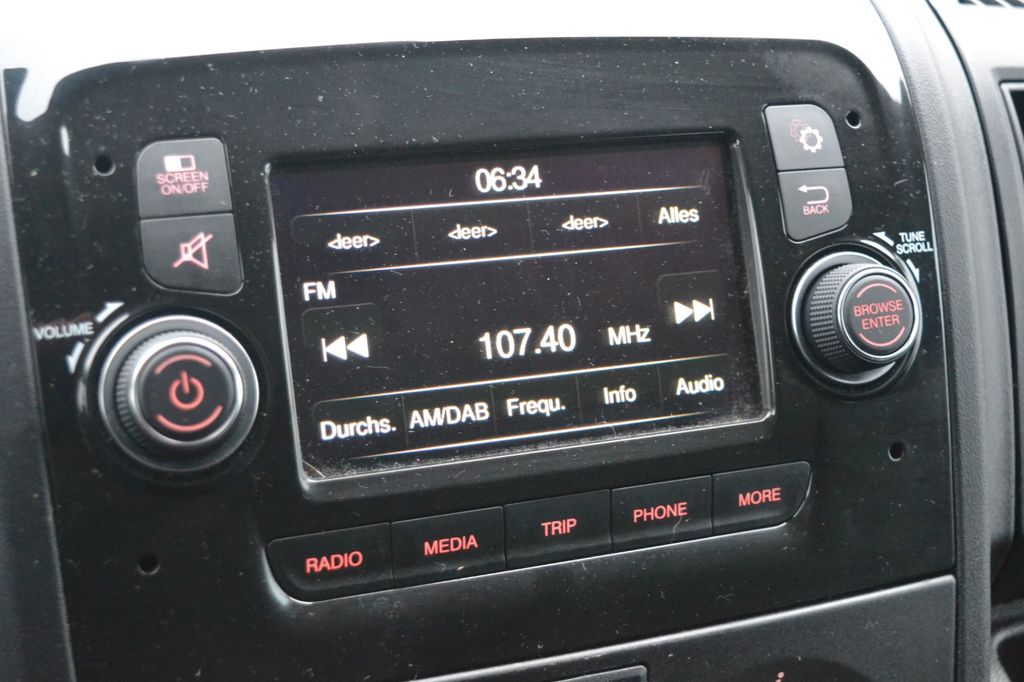 SCREEN
ON/OFF
06:34
<leer> <leer> <leer> Alles
BACK
FM
TUNE
SCROLL
VOLUME
107.40 MHz
BROWSE
ENTER
Durchs. AM/DAB Frequ. Info Audio
RADIO MEDIA TRIP PHONE MORE